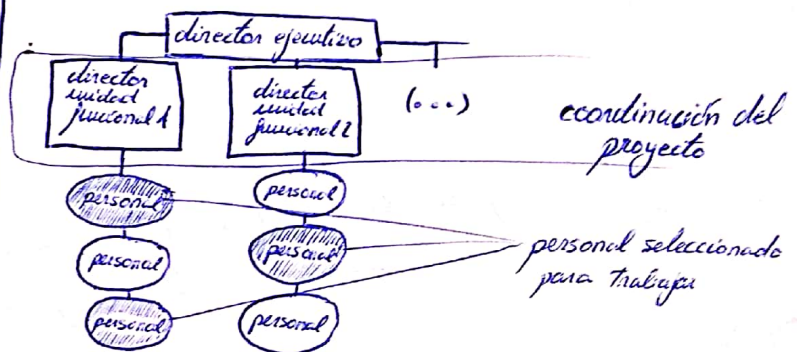 director ejecutivo
director
unidad
funcional 1
director
unidad
funcional 2
(...)
coordinación del
proyecto
personal
personal
personal
personal
personal
personal
personal seleccionado
para trabajar